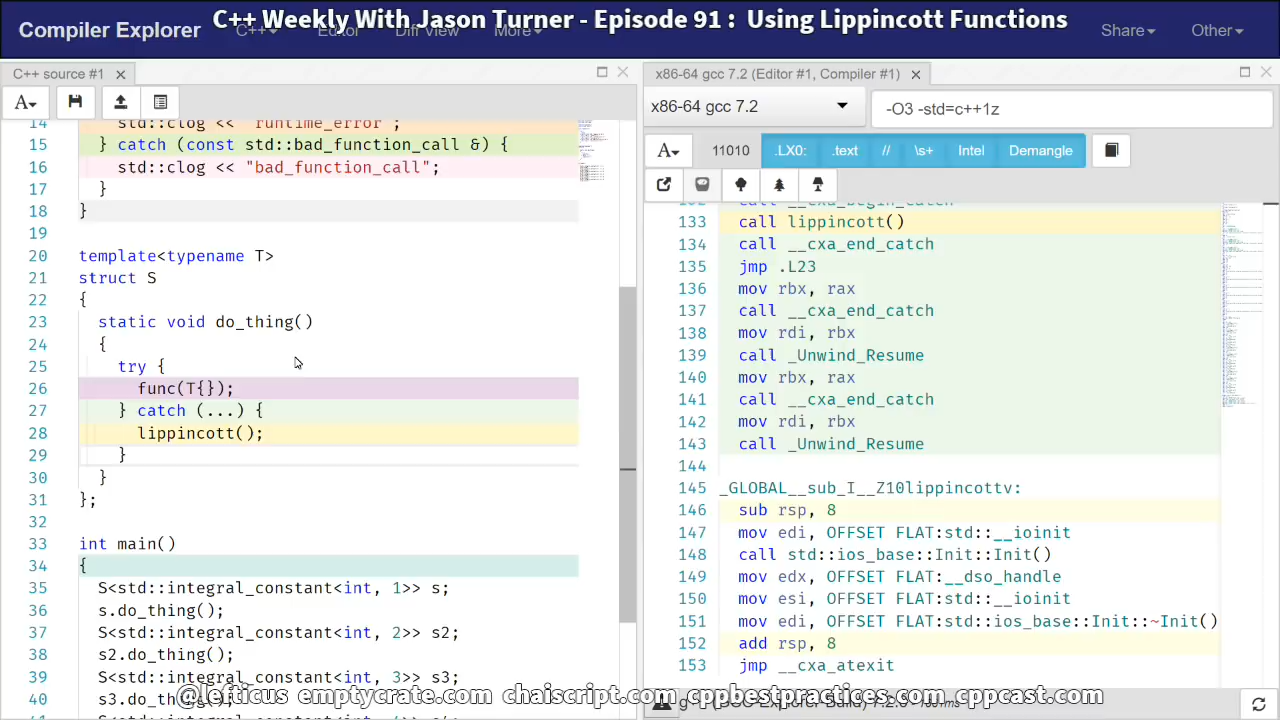 C++ Weekly With Jason Turner - Episode 91 : Using Lippincott Functions
Compiler Explorer C++ Editor Diff View More Share Other
C++ source #1
A
14 std::clog << "runtime_error";
15 } catch (const std::bad_function_call &) {
16 std::clog << "bad_function_call";
17 }
18 }
19
20 template<typename T>
21 struct S
22 {
23 static void do_thing()
24 {
25 try {
26 func(T{});
27 } catch (...) {
28 lippincott();
29 }
30 }
31 };
32
33 int main()
34 {
35 S<std::integral_constant<int, 1>> s;
36 s.do_thing();
37 S<std::integral_constant<int, 2>> s2;
38 s2.do_thing();
39 S<std::integral_constant<int, 3>> s3;
40 s3.do_thing();
x86-64 gcc 7.2 (Editor #1, Compiler #1)
x86-64 gcc 7.2 -O3 -std=c++1z
A 11010 .LX0: .text // \s+ Intel Demangle
132 call __cxa_begin_catch
133 call lippincott()
134 call __cxa_end_catch
135 jmp .L23
136 mov rbx, rax
137 call __cxa_end_catch
138 mov rdi, rbx
139 call _Unwind_Resume
140 mov rbx, rax
141 call __cxa_end_catch
142 mov rdi, rbx
143 call _Unwind_Resume
144
145 _GLOBAL__sub_I__Z10lippincottv:
146 sub rsp, 8
147 mov edi, OFFSET FLAT:std::__ioinit
148 call std::ios_base::Init::Init()
149 mov edx, OFFSET FLAT:__dso_handle
150 mov esi, OFFSET FLAT:std::__ioinit
151 mov edi, OFFSET FLAT:std::ios_base::Init::~Init()
152 add rsp, 8
153 jmp __cxa_atexit
@lefticus emptycrate.com chaiscript.com cppbestpractices.com cppcast.com